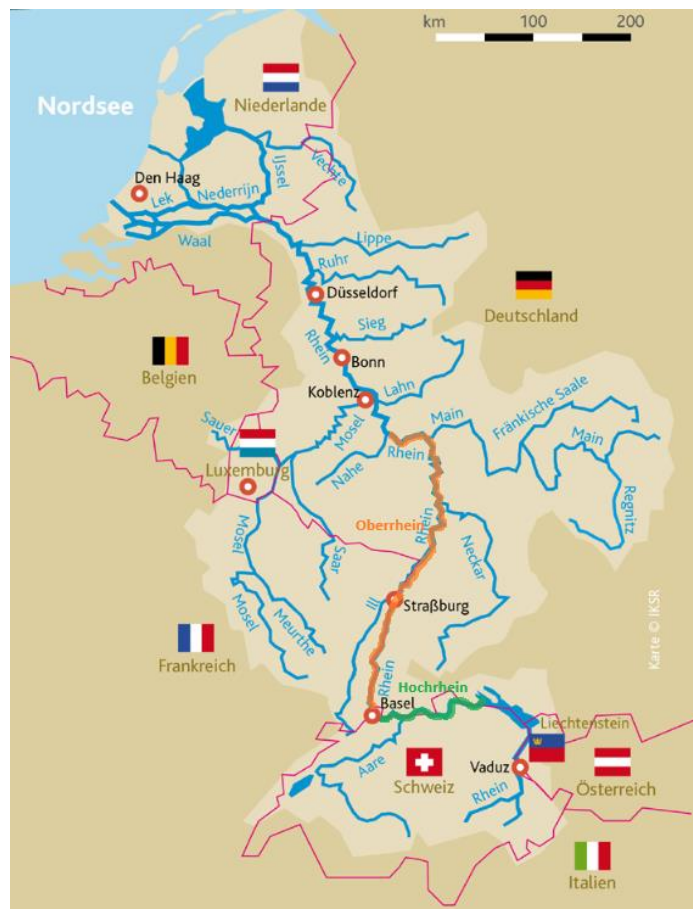 km 100 200
Nordsee
Niederlande
Den Haag
IJssel
Vechte
Lek
Nederrijn
Waal
Lippe
Ruhr
Düsseldorf
Deutschland
Sieg
Rhein
Bonn
Belgien
Koblenz
Lahn
Mosel
Main
Fränkische Saale
Sauer
Rhein
Main
Luxemburg
Nahe
Regnitz
Oberrhein
Rhein
Mosel
Saar
Neckar
Ill
Straßburg
Meurthe
Mosel
Frankreich
Karte © IKSR
Rhein
Hochrhein
Basel
Liechtenstein
Aare
Schweiz
Vaduz
Österreich
Rhein
Italien